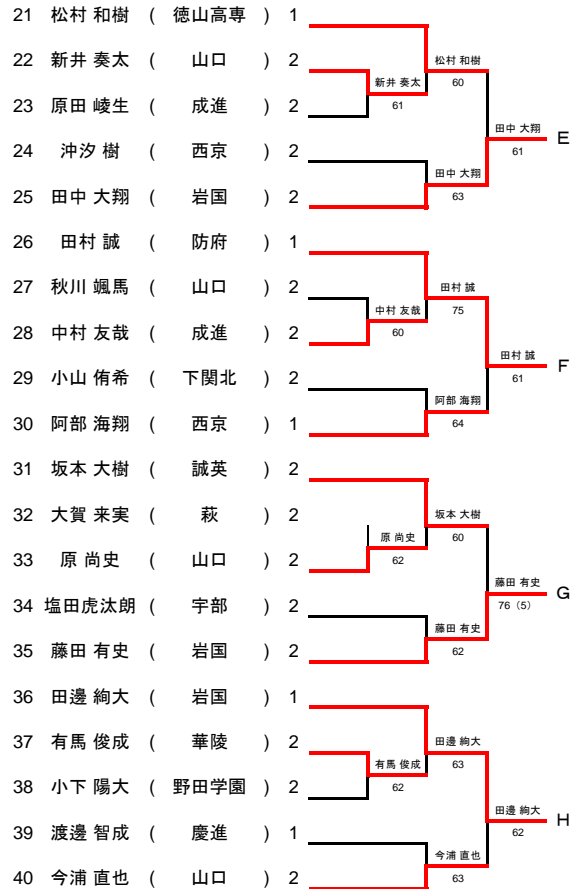 21 松村 和樹 ( 徳山高専 ) 1
22 新井 奏太 ( 山口 ) 2
松村 和樹
新井 奏太
60
23 原田 崚生 ( 成進 ) 2
61
田中 大翔
E
24 沖汐 樹 ( 西京 ) 2
61
田中 大翔
25 田中 大翔 ( 岩国 ) 2
63
26 田村 誠 ( 防府 ) 1
27 秋川 颯馬 ( 山口 ) 2
田村 誠
中村 友哉
75
28 中村 友哉 ( 成進 ) 2
60
田村 誠
F
29 小山 侑希 ( 下関北 ) 2
61
阿部 海翔
30 阿部 海翔 ( 西京 ) 1
64
31 坂本 大樹 ( 誠英 ) 2
32 大賀 来実 ( 萩 ) 2
坂本 大樹
原 尚史
60
33 原 尚史 ( 山口 ) 2
62
藤田 有史
G
34 塩田虎汰朗 ( 宇部 ) 2
76（5）
藤田 有史
35 藤田 有史 ( 岩国 ) 2
62
36 田邊 絢大 ( 岩国 ) 1
37 有馬 俊成 ( 華陵 ) 2
田邊 絢大
有馬 俊成
63
38 小下 陽大 ( 野田学園 ) 2
62
田邊 絢大
H
39 渡邊 智成 ( 慶進 ) 1
62
今浦 直也
40 今浦 直也 ( 山口 ) 2
63